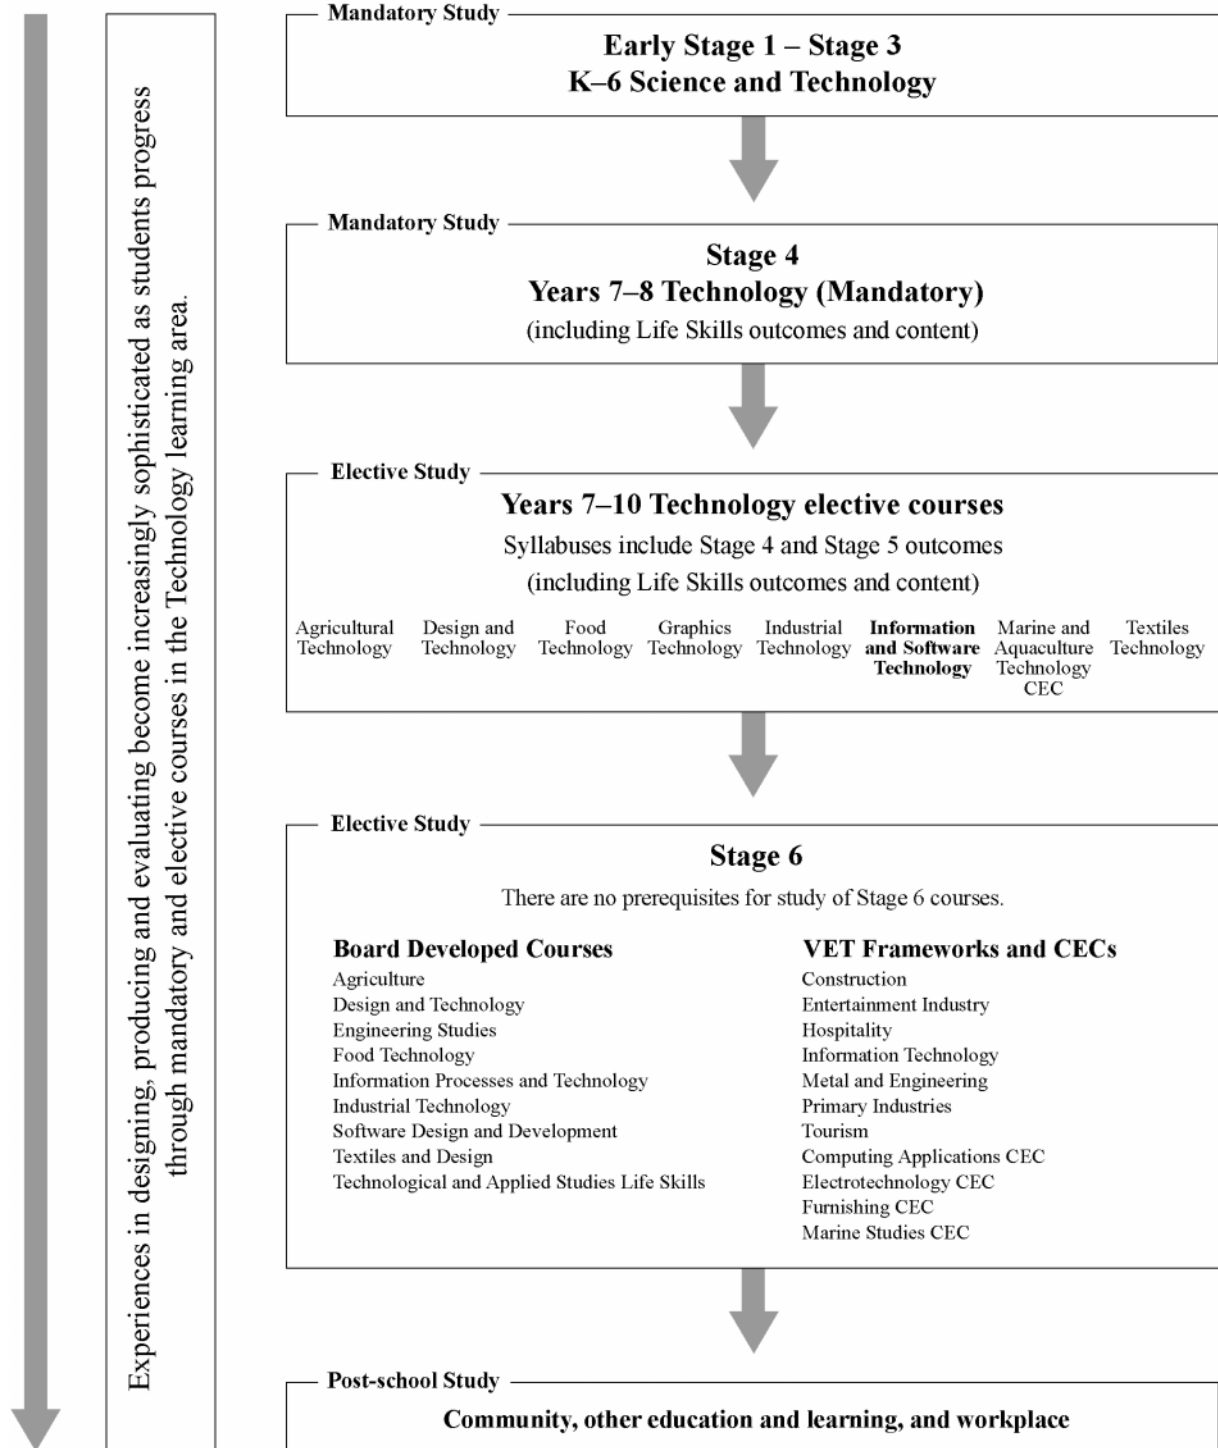 Experiences in designing, producing and evaluating become increasingly sophisticated as students progress
through mandatory and elective courses in the Technology learning area.
Mandatory Study
Early Stage 1 – Stage 3
K–6 Science and Technology
Mandatory Study
Stage 4
Years 7–8 Technology (Mandatory)
(including Life Skills outcomes and content)
Elective Study
Years 7–10 Technology elective courses
Syllabuses include Stage 4 and Stage 5 outcomes
(including Life Skills outcomes and content)
Agricultural
Technology
Design and
Technology
Food
Technology
Graphics
Technology
Industrial
Technology
Information
and Software
Technology
Marine and
Aquaculture
Technology
CEC
Textiles
Technology
Elective Study
Stage 6
There are no prerequisites for study of Stage 6 courses.
Board Developed Courses
Agriculture
Design and Technology
Engineering Studies
Food Technology
Information Processes and Technology
Industrial Technology
Software Design and Development
Textiles and Design
Technological and Applied Studies Life Skills
VET Frameworks and CECs
Construction
Entertainment Industry
Hospitality
Information Technology
Metal and Engineering
Primary Industries
Tourism
Computing Applications CEC
Electrotechnology CEC
Furnishing CEC
Marine Studies CEC
Post-school Study
Community, other education and learning, and workplace